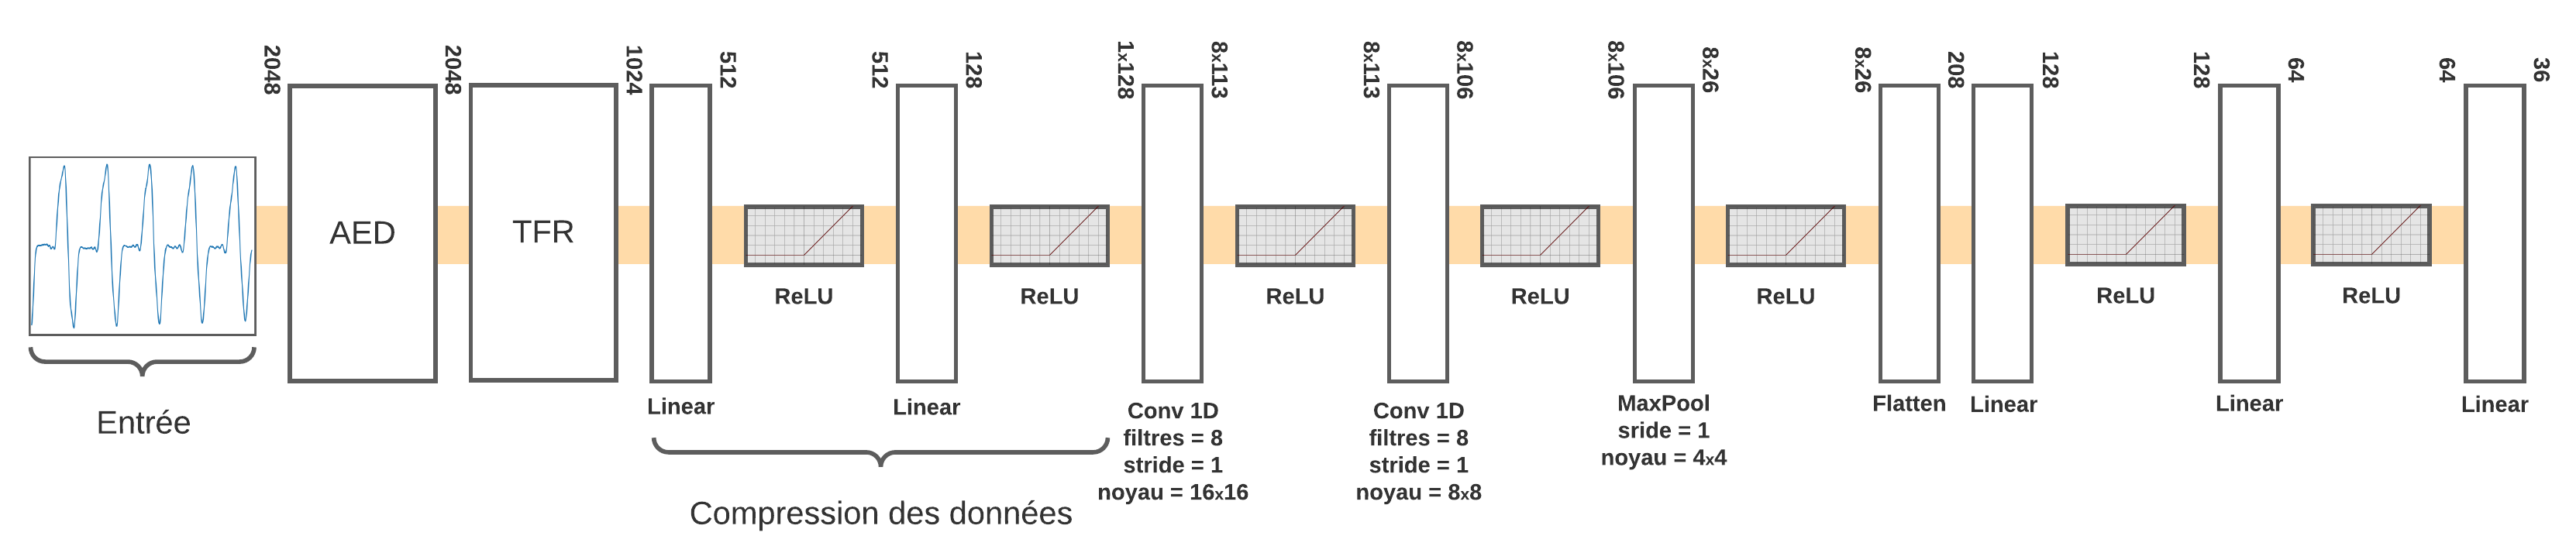 2048
2048
1024
512
512
128
1x128
8x113
8x113
8x106
8x106
8x26
8x26
208
128
128
64
64
36
AED
TFR
ReLU
ReLU
ReLU
ReLU
ReLU
ReLU
ReLU
Entrée
Linear
Linear
Compression des données
Conv 1D
filtres = 8
stride = 1
noyau = 16x16
Conv 1D
filtres = 8
stride = 1
noyau = 8x8
MaxPool
sride = 1
noyau = 4x4
Flatten
Linear
Linear
Linear